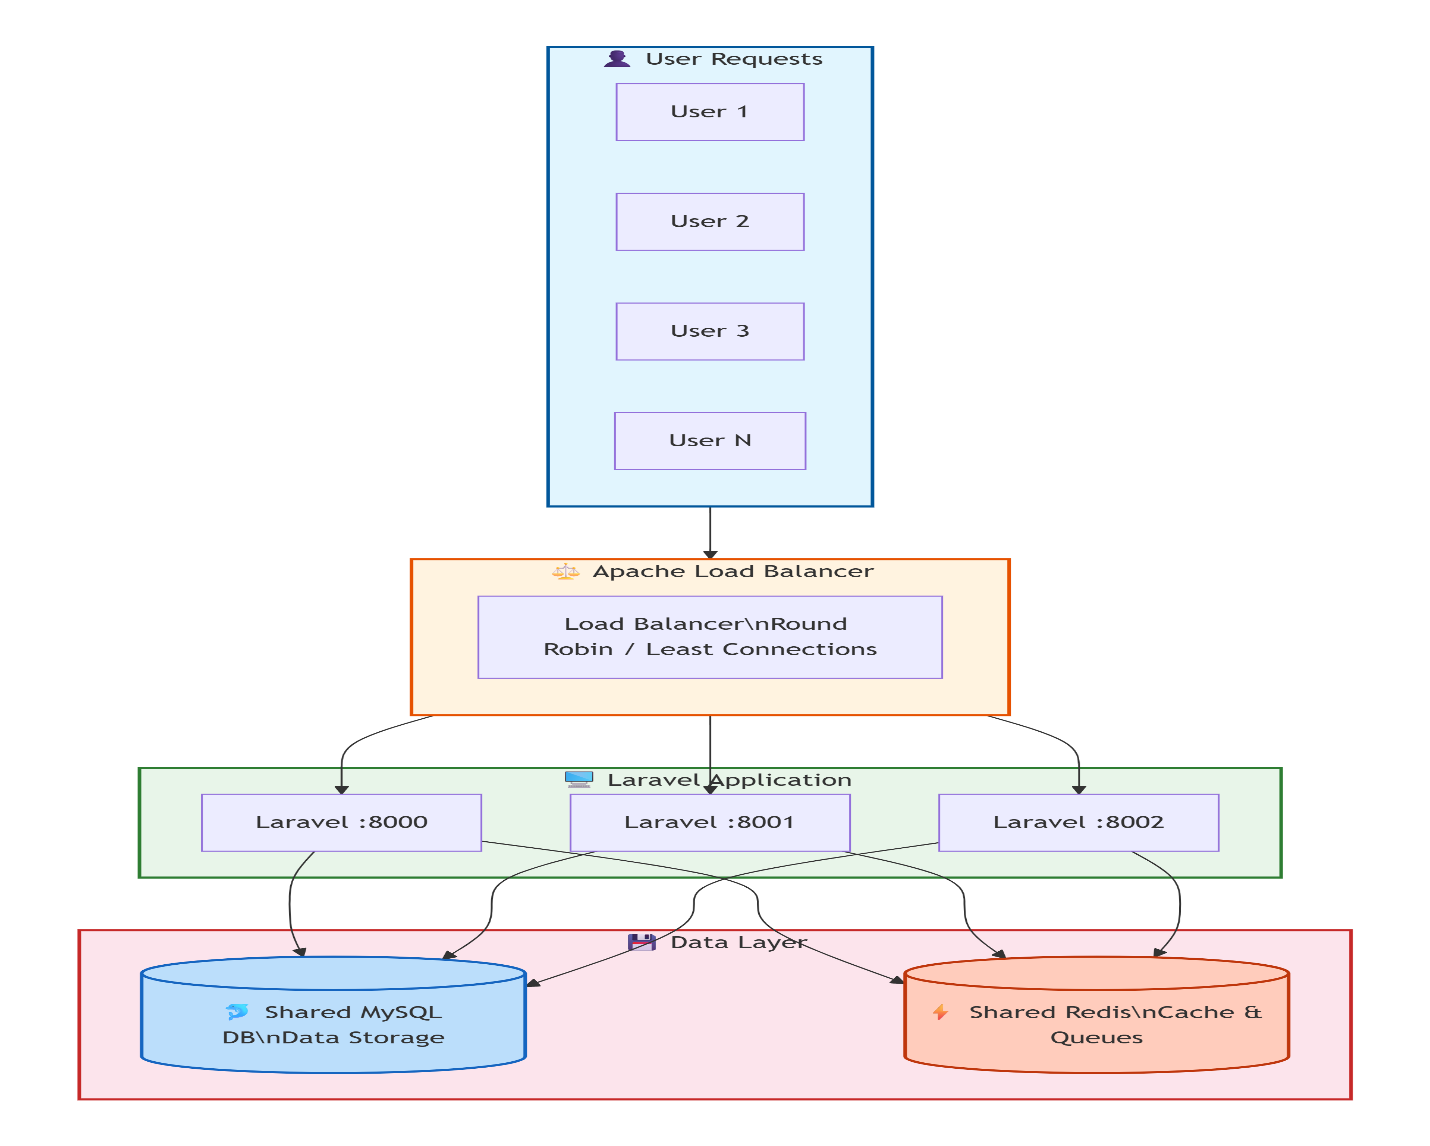 👤 User Requests
User 1
User 2
User 3
User N
⚖️ Apache Load Balancer
Load Balancer\nRound
Robin / Least Connections
🖥️ Laravel Application
Laravel :8000
Laravel :8001
Laravel :8002
💾 Data Layer
🐬 Shared MySQL
DB\nData Storage
⚡ Shared Redis\nCache &
Queues